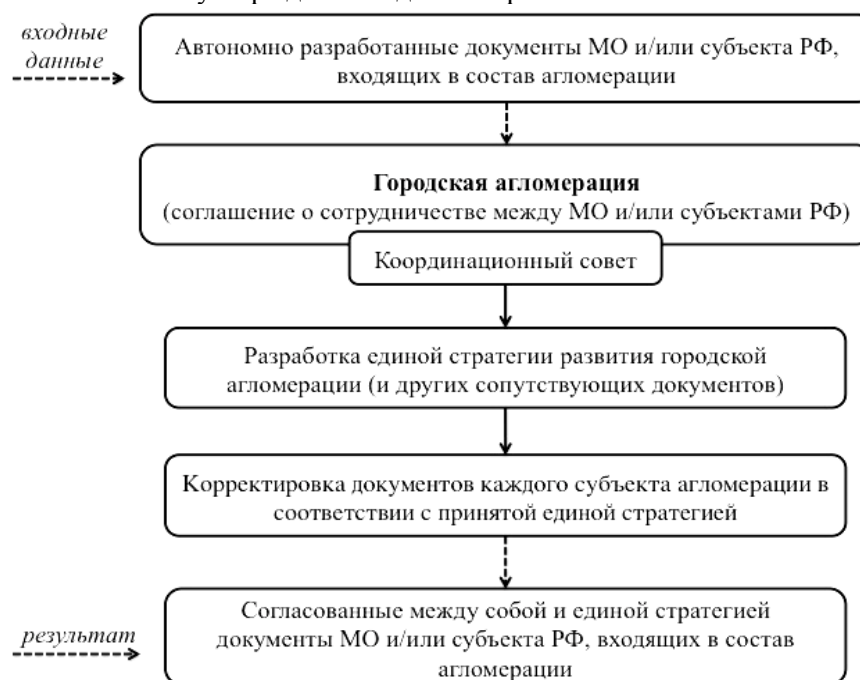 входные
данные
Автономно разработанные документы МО и/или субъекта РФ,
входящих в состав агломерации
Городская агломерация
(соглашение о сотрудничестве между МО и/или субъектами РФ)
Координационный совет
Разработка единой стратегии развития городской
агломерации (и других сопутствующих документов)
Корректировка документов каждого субъекта агломерации в
соответствии с принятой единой стратегией
результат
Согласованные между собой и единой стратегией
документы МО и/или субъекта РФ, входящих в состав
агломерации